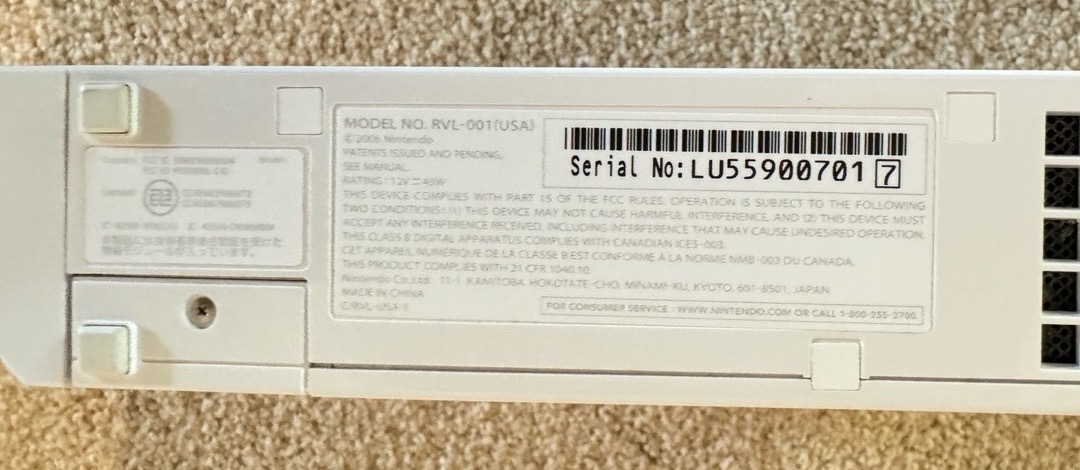 MODEL NO. RVL-001(USA)
© 2006 Nintendo
PATENTS ISSUED AND PENDING.
SEE MANUAL.
RATING: 12V ⎓ 45W
Serial No:LU55900701 7
THIS DEVICE COMPLIES WITH PART 15 OF THE FCC RULES. OPERATION IS SUBJECT TO THE FOLLOWING
TWO CONDITIONS: (1) THIS DEVICE MAY NOT CAUSE HARMFUL INTERFERENCE, AND (2) THIS DEVICE MUST
ACCEPT ANY INTERFERENCE RECEIVED, INCLUDING INTERFERENCE THAT MAY CAUSE UNDESIRED OPERATION.
THIS CLASS B DIGITAL APPARATUS COMPLIES WITH CANADIAN ICES-003.
CET APPAREIL NUMÉRIQUE DE LA CLASSE B EST CONFORME À LA NORME NMB-003 DU CANADA.
THIS PRODUCT COMPLIES WITH 21 CFR 1040.10.
Nintendo Co.,Ltd. 11-1 KAMITOBA HOKOTATE-CHO, MINAMI-KU, KYOTO, 601-8501, JAPAN
MADE IN CHINA
C/RVL-USA-1
FOR CONSUMER SERVICE : WWW.NINTENDO.COM OR CALL 1-800-255-3700.